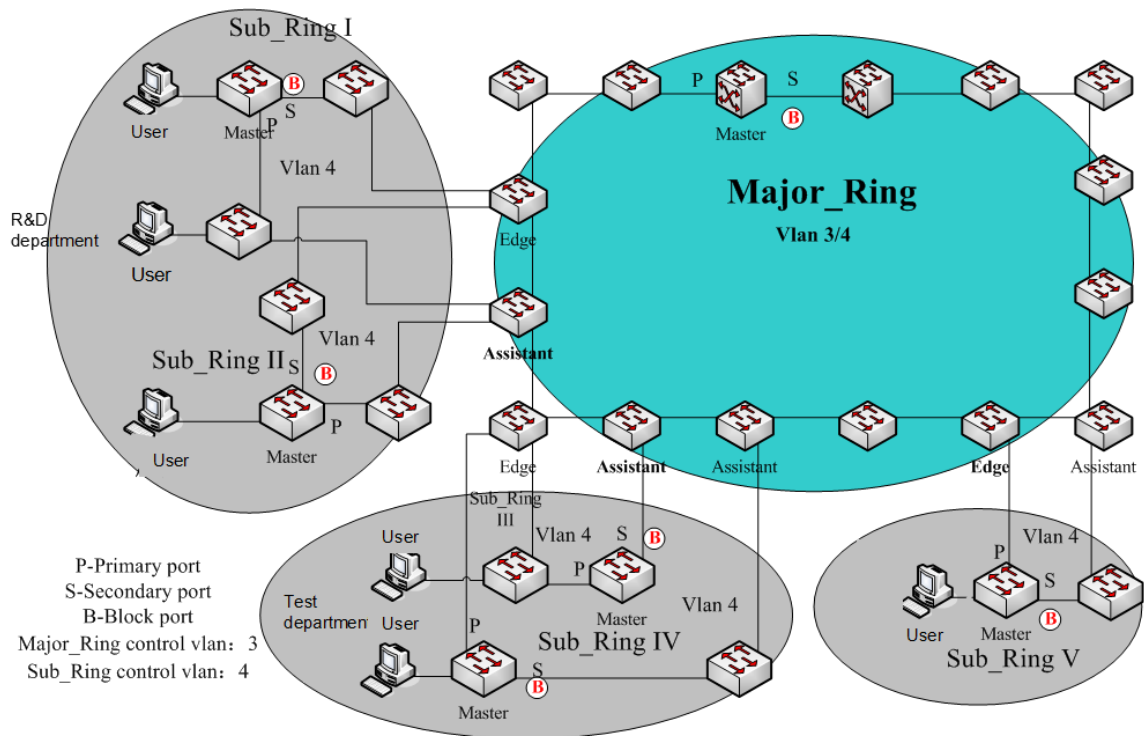 Sub_Ring I
B
S
User
Master
P
Vlan 4
R&D
department
User
Vlan 4
Sub_Ring II
S
B
P
User
Master
P
S
B
Master
Major_Ring
Vlan 3/4
Edge
Assistant
Edge
Assistant
Assistant
Edge
Assistant
Sub_Ring
III
Vlan 4
User
S
B
P
Master
Vlan 4
Test
department
User
P
Sub_Ring IV
S
B
Master
Vlan 4
P
S
B
User
Master
Sub_Ring V
P-Primary port
S-Secondary port
B-Block port
Major_Ring control vlan: 3
Sub_Ring control vlan: 4